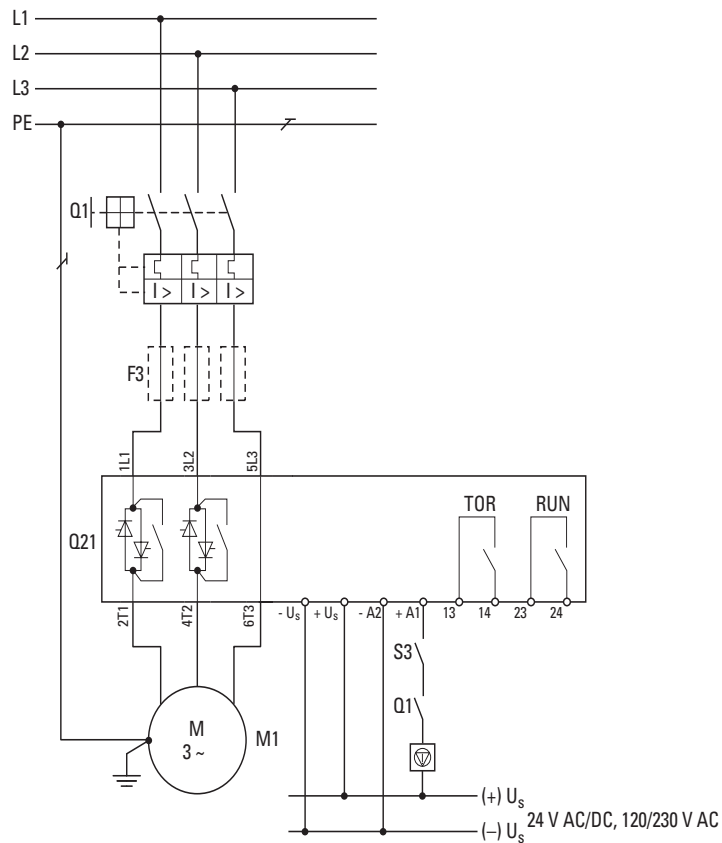 L1
L2
L3
PE
Q1
I > I > I >
F3
1L1 3L2 5L3
TOR RUN
Q21
2T1 4T2 6T3 - Us + Us - A2 + A1 13 14 23 24
S3
Q1
M
3 ~
M1
(+) Us
(–) Us 24 V AC/DC, 120/230 V AC